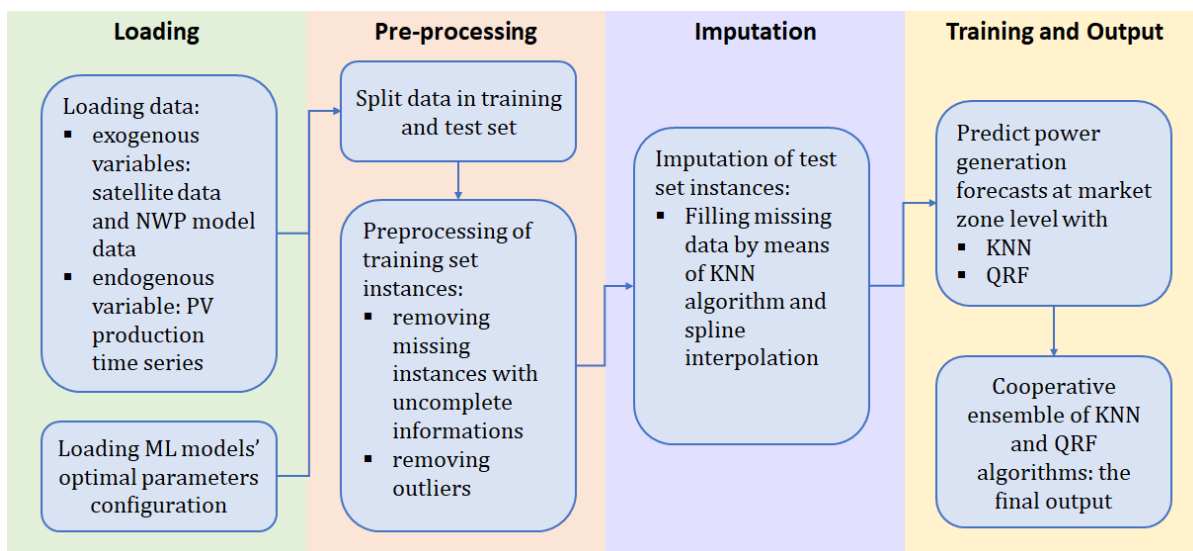 Loading
Loading data:
▪ exogenous
variables:
satellite data
and NWP model
data
▪ endogenous
variable: PV
production
time series
Loading ML models’
optimal parameters
configuration
Pre-processing
Split data in training
and test set
Preprocessing of
training set
instances:
▪ removing
missing
instances with
uncomplete
informations
▪ removing
outliers
Imputation
Imputation of test
set instances:
▪ Filling missing
data by means
of KNN
algorithm and
spline
interpolation
Training and Output
Predict power
generation
forecasts at market
zone level with
▪ KNN
▪ QRF
Cooperative
ensemble of KNN
and QRF
algorithms: the
final output